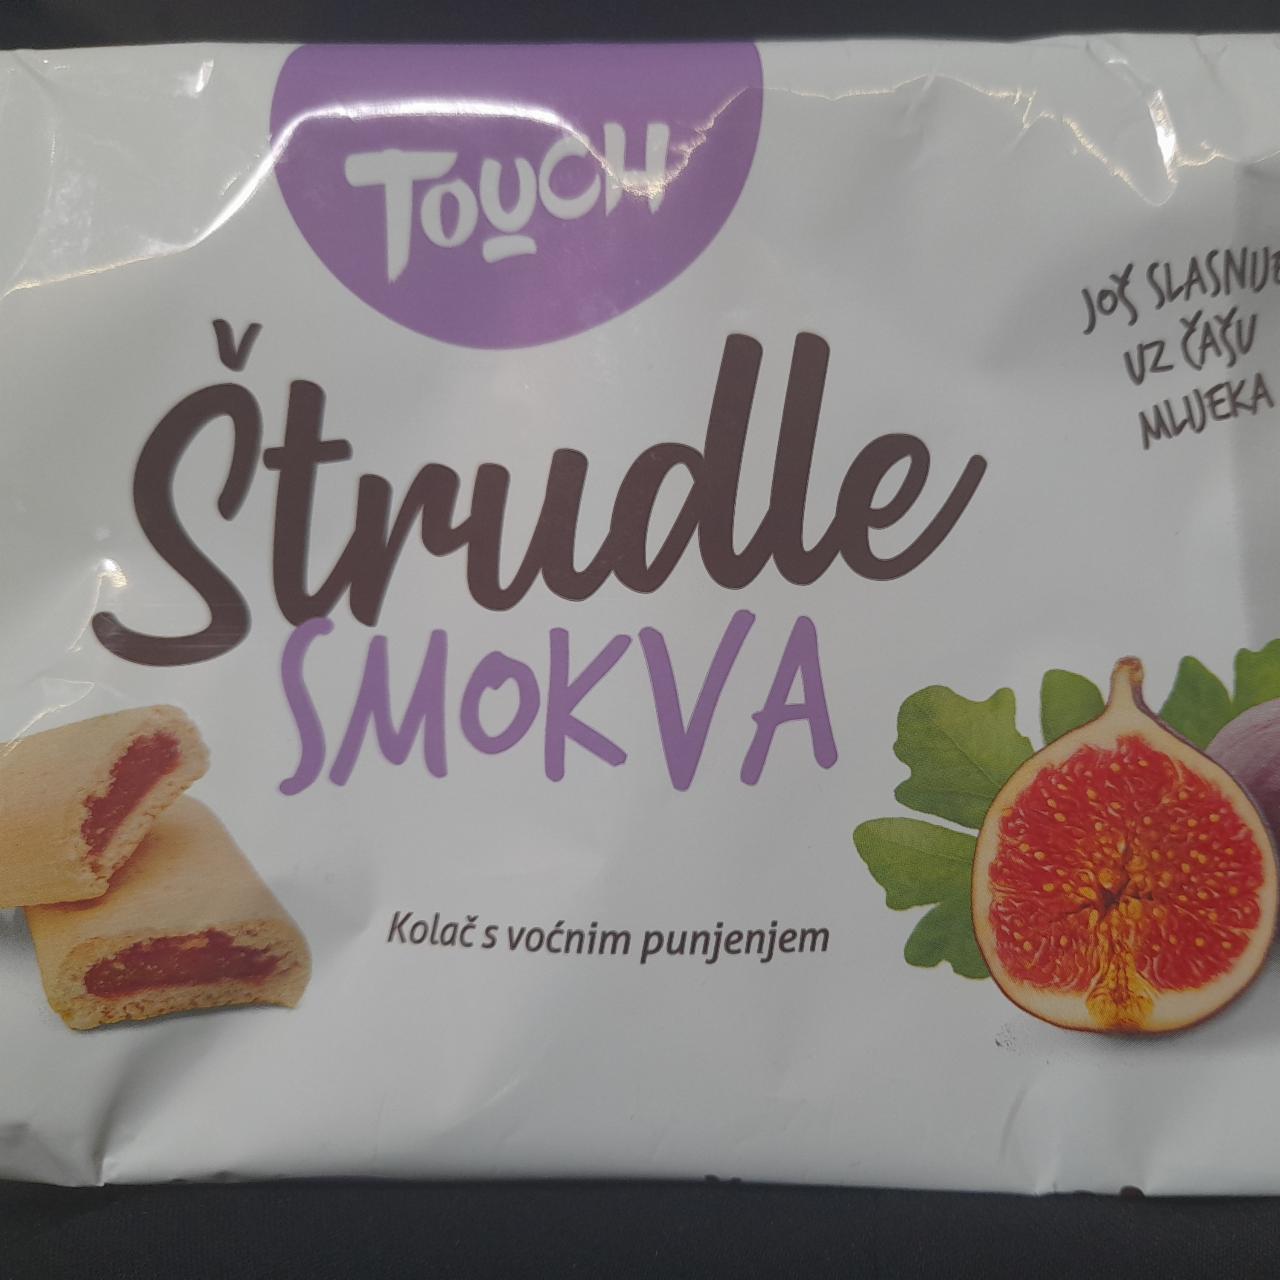 TOUCH
Štrudle
SMOKVA
JOŠ SLASNIJE
UZ ČAŠU
MLIJEKA
Kolač s voćnim punjenjem